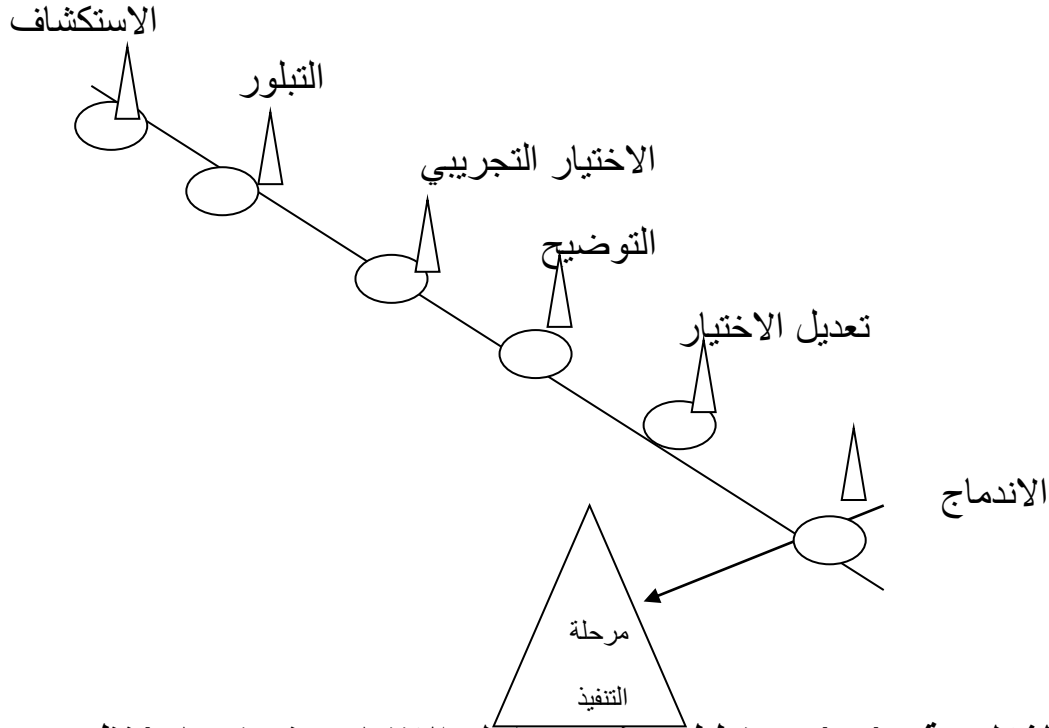 الاستكشاف
التبلور
الاختيار التجريبي
التوضيح
تعديل الاختيار
الاندماج
مرحلة
التنفيذ